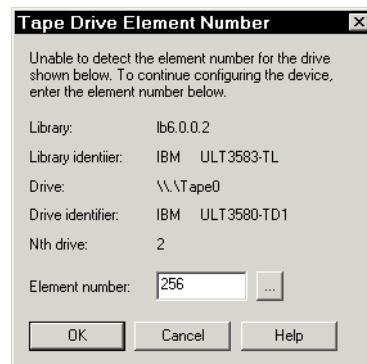 Tape Drive Element Number
Unable to detect the element number for the drive
shown below. To continue configuring the device,
enter the element number below.
Library: lb6.0.0.2
Library identiier: IBM ULT3583-TL
Drive: \\.\Tape0
Drive identifier: IBM ULT3580-TD1
Nth drive: 2
Element number: 256 ...
OK Cancel Help